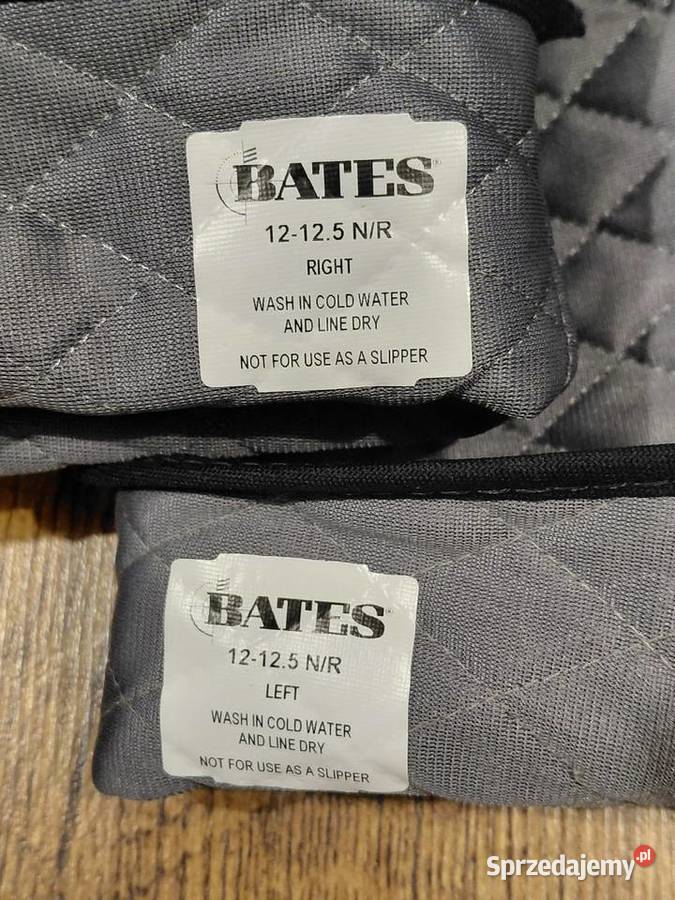 BATES®
12-12.5 N/R
RIGHT
WASH IN COLD WATER
AND LINE DRY
NOT FOR USE AS A SLIPPER
BATES
12-12.5 N/R
LEFT
WASH IN COLD WATER
AND LINE DRY
NOT FOR USE AS A SLIPPER
Sprzedajemy.pl